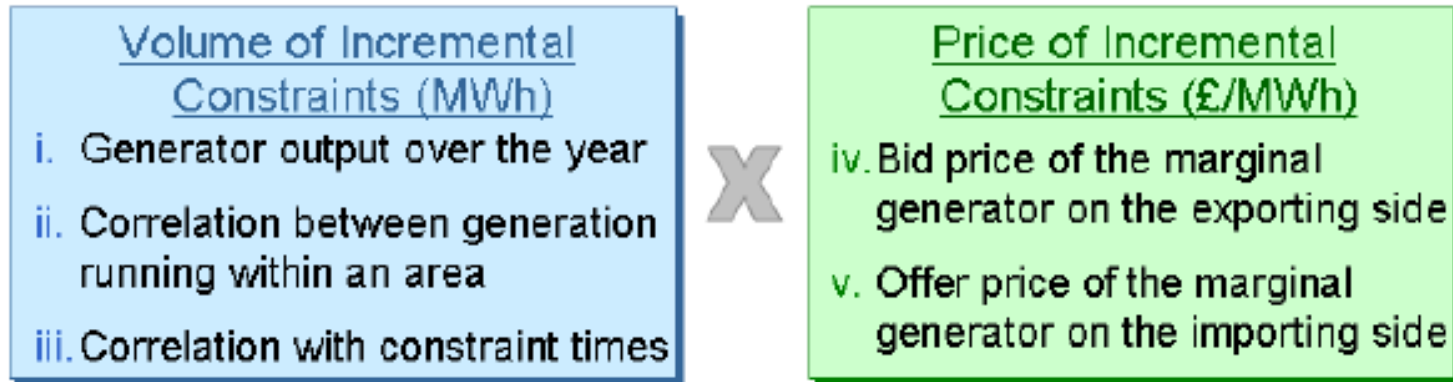 Volume of Incremental
Constraints (MWh)
i. Generator output over the year
ii. Correlation between generation
running within an area
iii. Correlation with constraint times
X
Price of Incremental
Constraints (£/MWh)
iv. Bid price of the marginal
generator on the exporting side
v. Offer price of the marginal
generator on the importing side